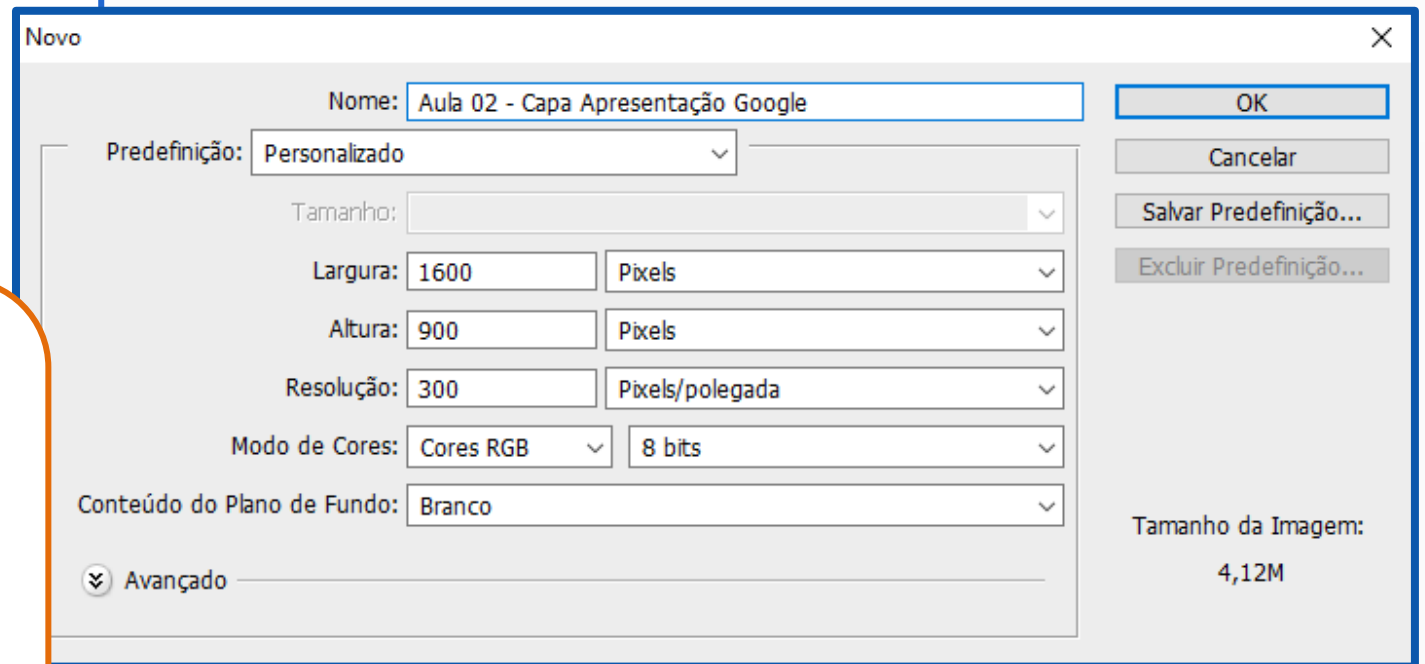 Novo
Nome: Aula 02 - Capa Apresentação Google
OK
Predefinição: Personalizado
Cancelar
Tamanho:
Salvar Predefinição...
Largura: 1600 Pixels
Excluir Predefinição...
Altura: 900 Pixels
Resolução: 300 Pixels/polegada
Modo de Cores: Cores RGB 8 bits
Conteúdo do Plano de Fundo: Branco
Tamanho da Imagem:
Avançado
4,12M